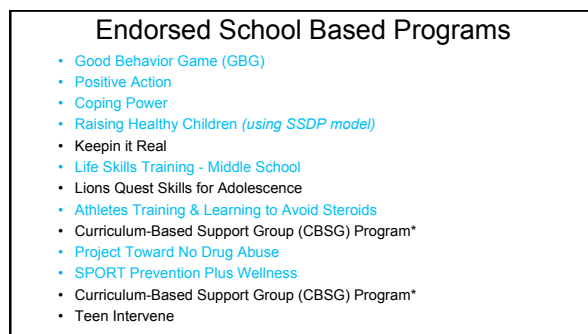 Endorsed School Based Programs
• Good Behavior Game (GBG)
• Positive Action
• Coping Power
• Raising Healthy Children (using SSDP model)
• Keepin it Real
• Life Skills Training - Middle School
• Lions Quest Skills for Adolescence
• Athletes Training & Learning to Avoid Steroids
• Curriculum-Based Support Group (CBSG) Program*
• Project Toward No Drug Abuse
• SPORT Prevention Plus Wellness
• Curriculum-Based Support Group (CBSG) Program*
• Teen Intervene